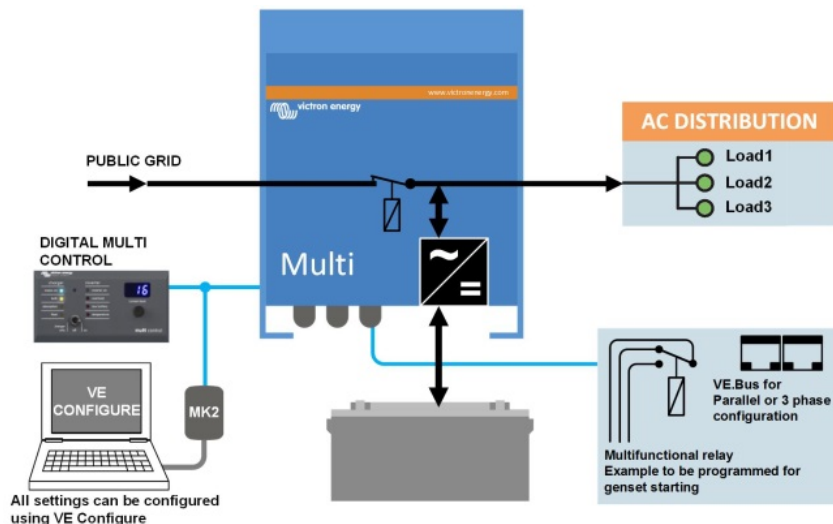 www.victronenergy.com
victron energy
AC DISTRIBUTION
PUBLIC GRID
Load1
Load2
Load3
DIGITAL MULTI
CONTROL
Multi
16
multi control
VE
CONFIGURE
MK2
VE.Bus for
Parallel or 3 phase
configuration
Multifunctional relay
Example to be programmed for
genset starting
All settings can be configured
using VE Configure